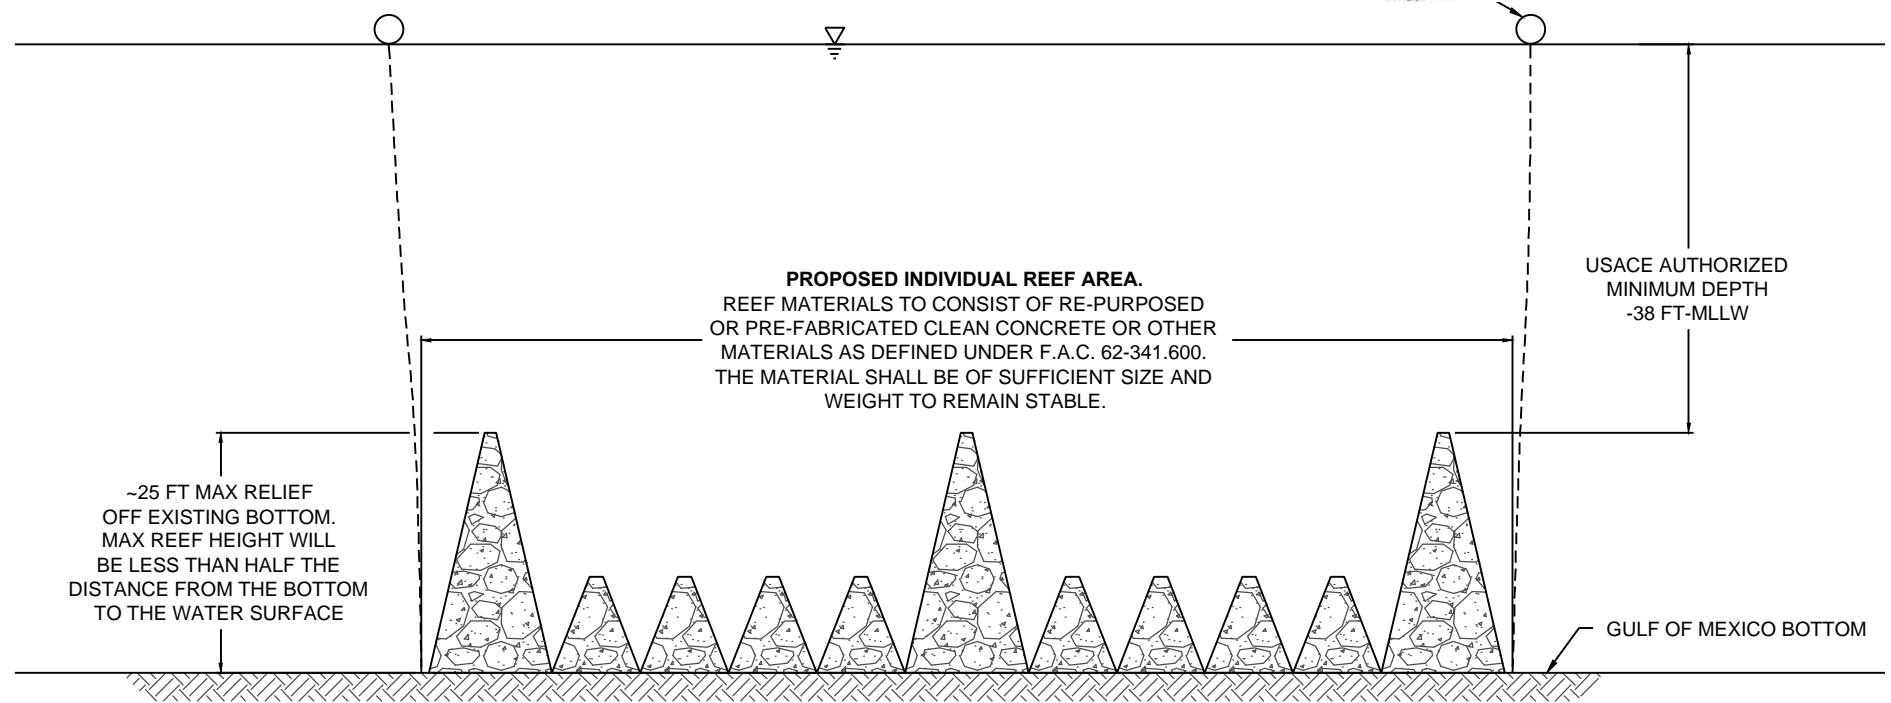 PROPOSED INDIVIDUAL REEF AREA.
REEF MATERIALS TO CONSIST OF RE-PURPOSED
OR PRE-FABRICATED CLEAN CONCRETE OR OTHER
MATERIALS AS DEFINED UNDER F.A.C. 62-341.600.
THE MATERIAL SHALL BE OF SUFFICIENT SIZE AND
WEIGHT TO REMAIN STABLE.
USACE AUTHORIZED
MINIMUM DEPTH
-38 FT-MLLW
~25 FT MAX RELIEF
OFF EXISTING BOTTOM.
MAX REEF HEIGHT WILL
BE LESS THAN HALF THE
DISTANCE FROM THE BOTTOM
TO THE WATER SURFACE
GULF OF MEXICO BOTTOM